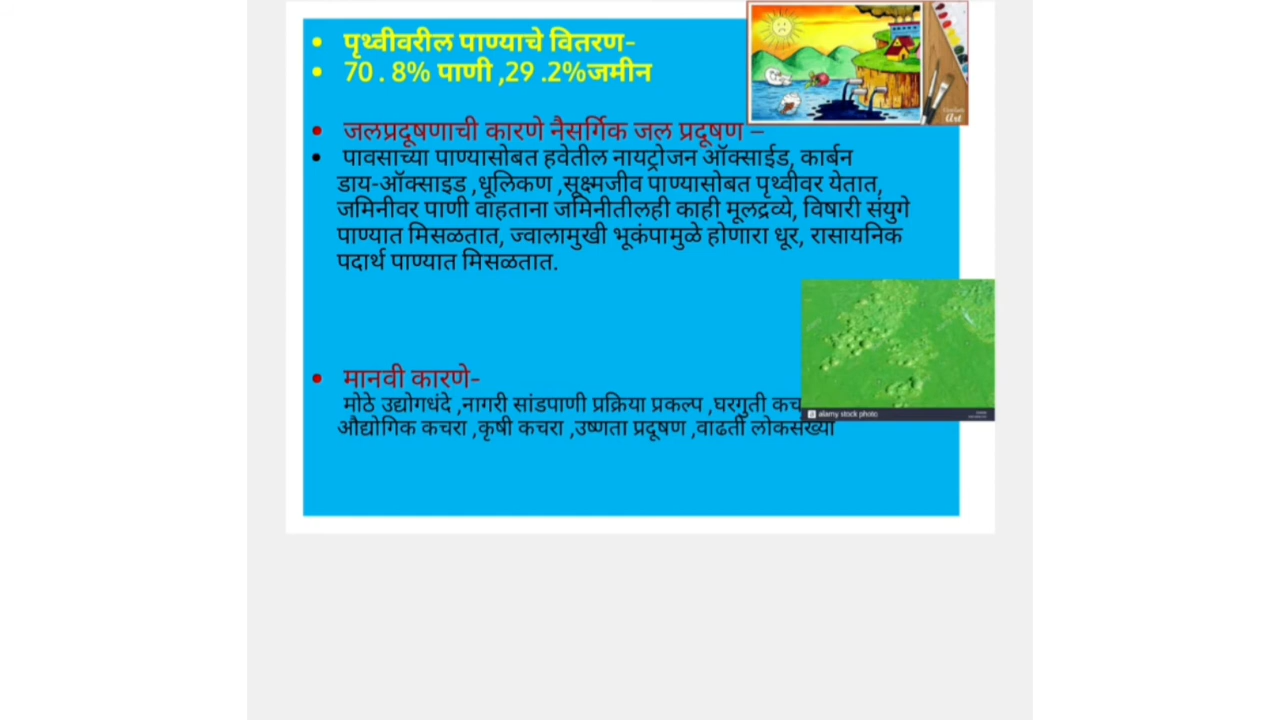 पृथ्वीवरील पाण्याचे वितरण-
70 . 8% पाणी ,29 .2%जमीन
जलप्रदूषणाची कारणे नैसर्गिक जल प्रदूषण –
पावसाच्या पाण्यासोबत हवेतील नायट्रोजन ऑक्साईड, कार्बन
डाय-ऑक्साइड ,धूलिकण ,सूक्ष्मजीव पाण्यासोबत पृथ्वीवर येतात,
जमिनीवर पाणी वाहताना जमिनीतीलही काही मूलद्रव्ये, विषारी संयुगे
पाण्यात मिसळतात, ज्वालामुखी भूकंपामुळे होणारा धूर, रासायनिक
पदार्थ पाण्यात मिसळतात.
मानवी कारणे-
मोठे उद्योगधंदे ,नागरी सांडपाणी प्रक्रिया प्रकल्प ,घरगुती
औद्योगिक कचरा ,कृषी कचरा ,उष्णता प्रदूषण ,वाढती लोकसंख्या
alamy stock photo
Art